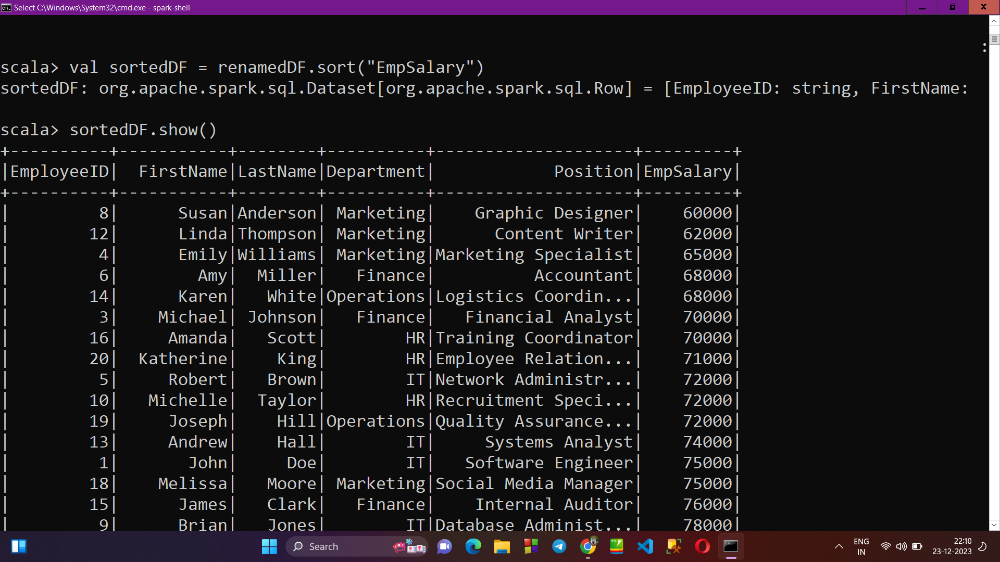 Select C:\Windows\System32\cmd.exe - spark-shell
:
scala> val sortedDF = renamedDF.sort("EmpSalary")
sortedDF: org.apache.spark.sql.Dataset[org.apache.spark.sql.Row] = [EmployeeID: string, FirstName:
scala> sortedDF.show()
+----------+-----------+--------+----------+--------------------+---------+
|EmployeeID|  FirstName|LastName|Department|            Position|EmpSalary|
+----------+-----------+--------+----------+--------------------+---------+
|         8|      Susan|Anderson| Marketing|    Graphic Designer|    60000|
|        12|      Linda|Thompson| Marketing|      Content Writer|    62000|
|         4|      Emily|Williams| Marketing|Marketing Specialist|    65000|
|         6|        Amy|  Miller|   Finance|          Accountant|    68000|
|        14|      Karen|   White|Operations|Logistics Coordin...|    68000|
|         3|    Michael| Johnson|   Finance|   Financial Analyst|    70000|
|        16|     Amanda|   Scott|        HR|Training Coordinator|    70000|
|        20|  Katherine|    King|        HR|Employee Relation...|    71000|
|         5|     Robert|   Brown|        IT|Network Administr...|    72000|
|        10|   Michelle|  Taylor|        HR|Recruitment Speci...|    72000|
|        19|     Joseph|    Hill|Operations|Quality Assurance...|    72000|
|        13|     Andrew|    Hall|        IT|     Systems Analyst|    74000|
|         1|       John|     Doe|        IT|   Software Engineer|    75000|
|        18|    Melissa|   Moore| Marketing|Social Media Manager|    75000|
|        15|      James|   Clark|   Finance|    Internal Auditor|    76000|
|         9|      Brian|   Jones|        IT|Database Administ...|    78000|
Search
ENG
IN
22:10
23-12-2023